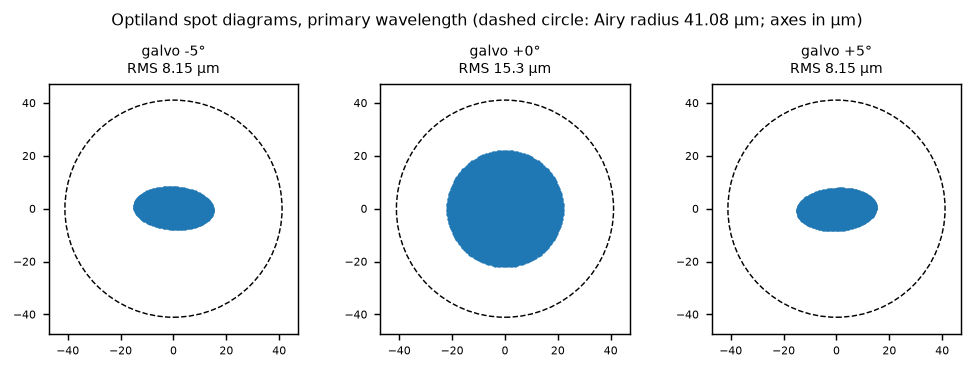 Optiland spot diagrams, primary wavelength (dashed circle: Airy radius 41.08 µm; axes in µm)
galvo -5°
RMS 8.15 µm
galvo +0°
RMS 15.3 µm
galvo +5°
RMS 8.15 µm
40
20
0
−20
−40
−40 −20 0 20 40
40
20
0
−20
−40
−40 −20 0 20 40
40
20
0
−20
−40
−40 −20 0 20 40